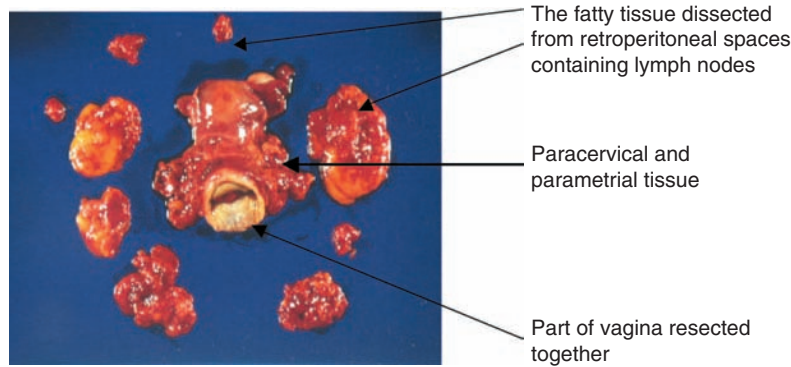 The fatty tissue dissected
from retroperitoneal spaces
containing lymph nodes
Paracervical and
parametrial tissue
Part of vagina resected
together